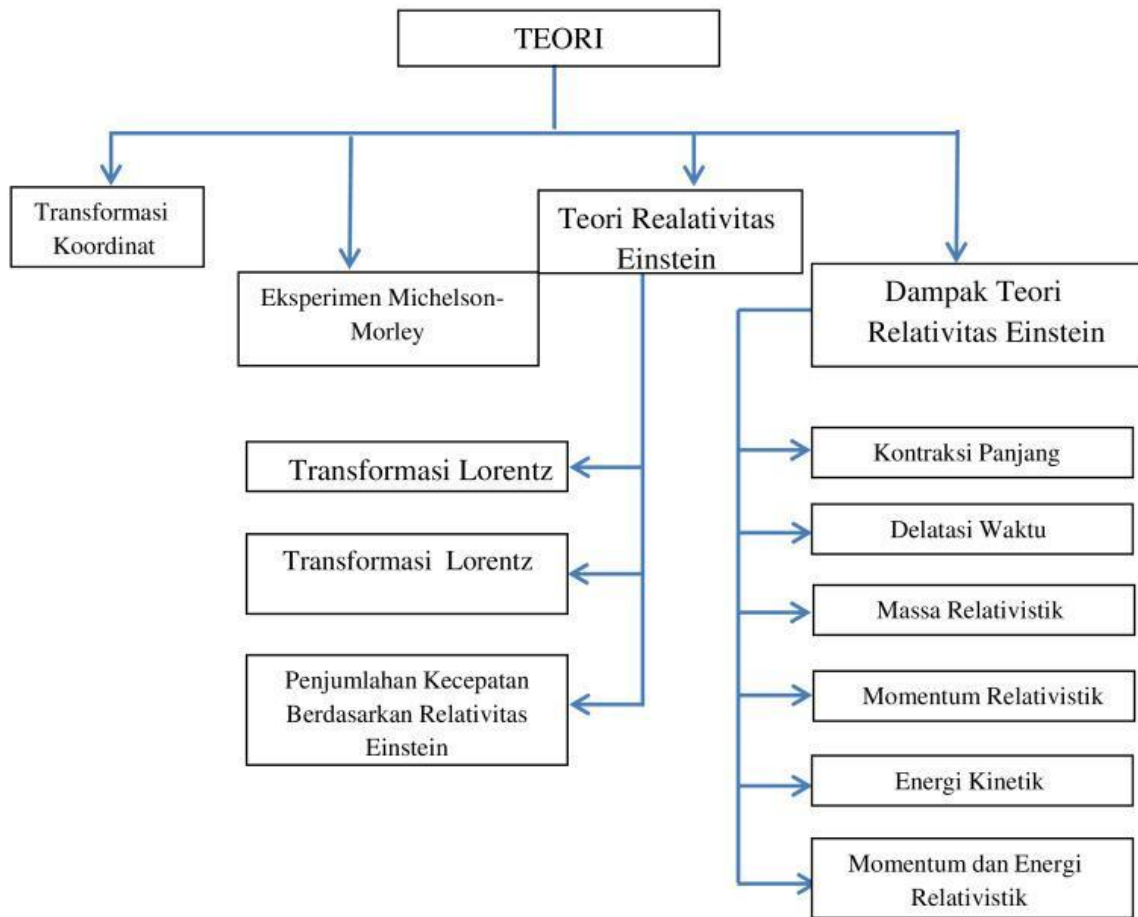 TEORI
Transformasi
Koordinat
Eksperimen Michelson-
Morley
Teori Realativitas
Einstein
Dampak Teori
Relativitas Einstein
Transformasi Lorentz
Transformasi Lorentz
Penjumlahan Kecepatan
Berdasarkan Relativitas
Einstein
Kontraksi Panjang
Delatasi Waktu
Massa Relativistik
Momentum Relativistik
Energi Kinetik
Momentum dan Energi
Relativistik